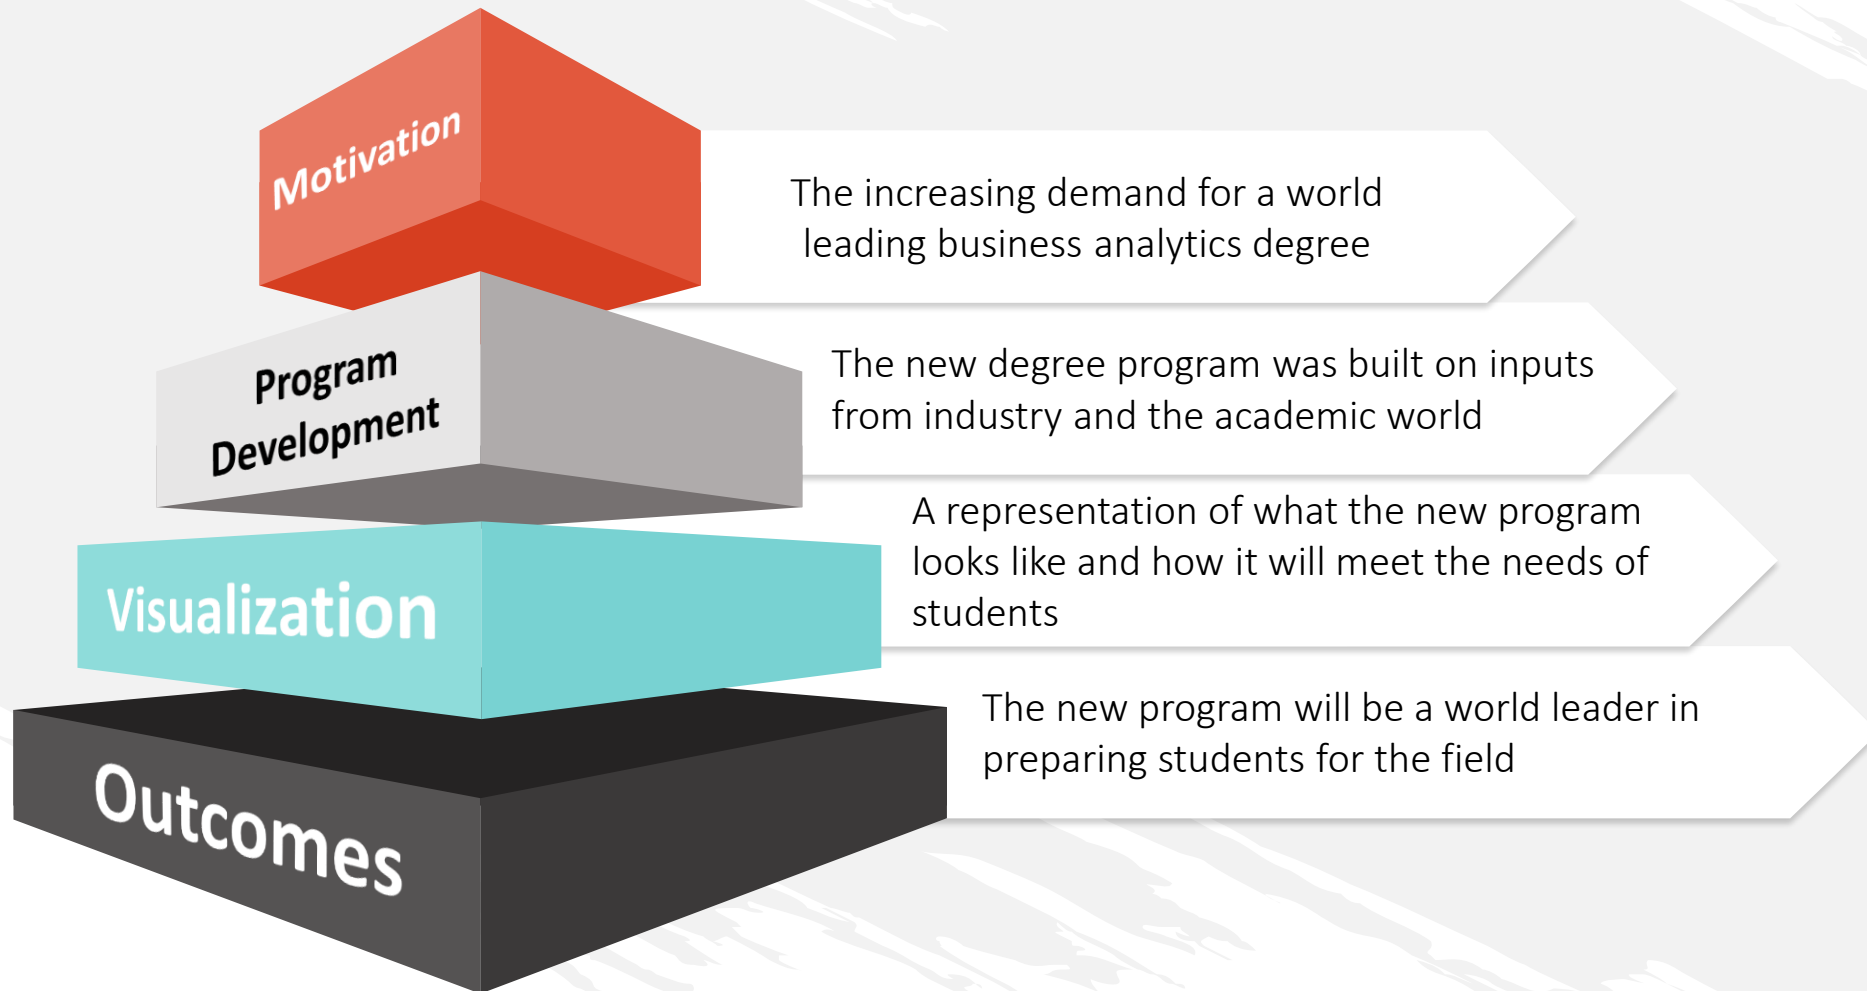 Motivation
The increasing demand for a world
leading business analytics degree
Program
Development
The new degree program was built on inputs
from industry and the academic world
Visualization
A representation of what the new program
looks like and how it will meet the needs of
students
Outcomes
The new program will be a world leader in
preparing students for the field